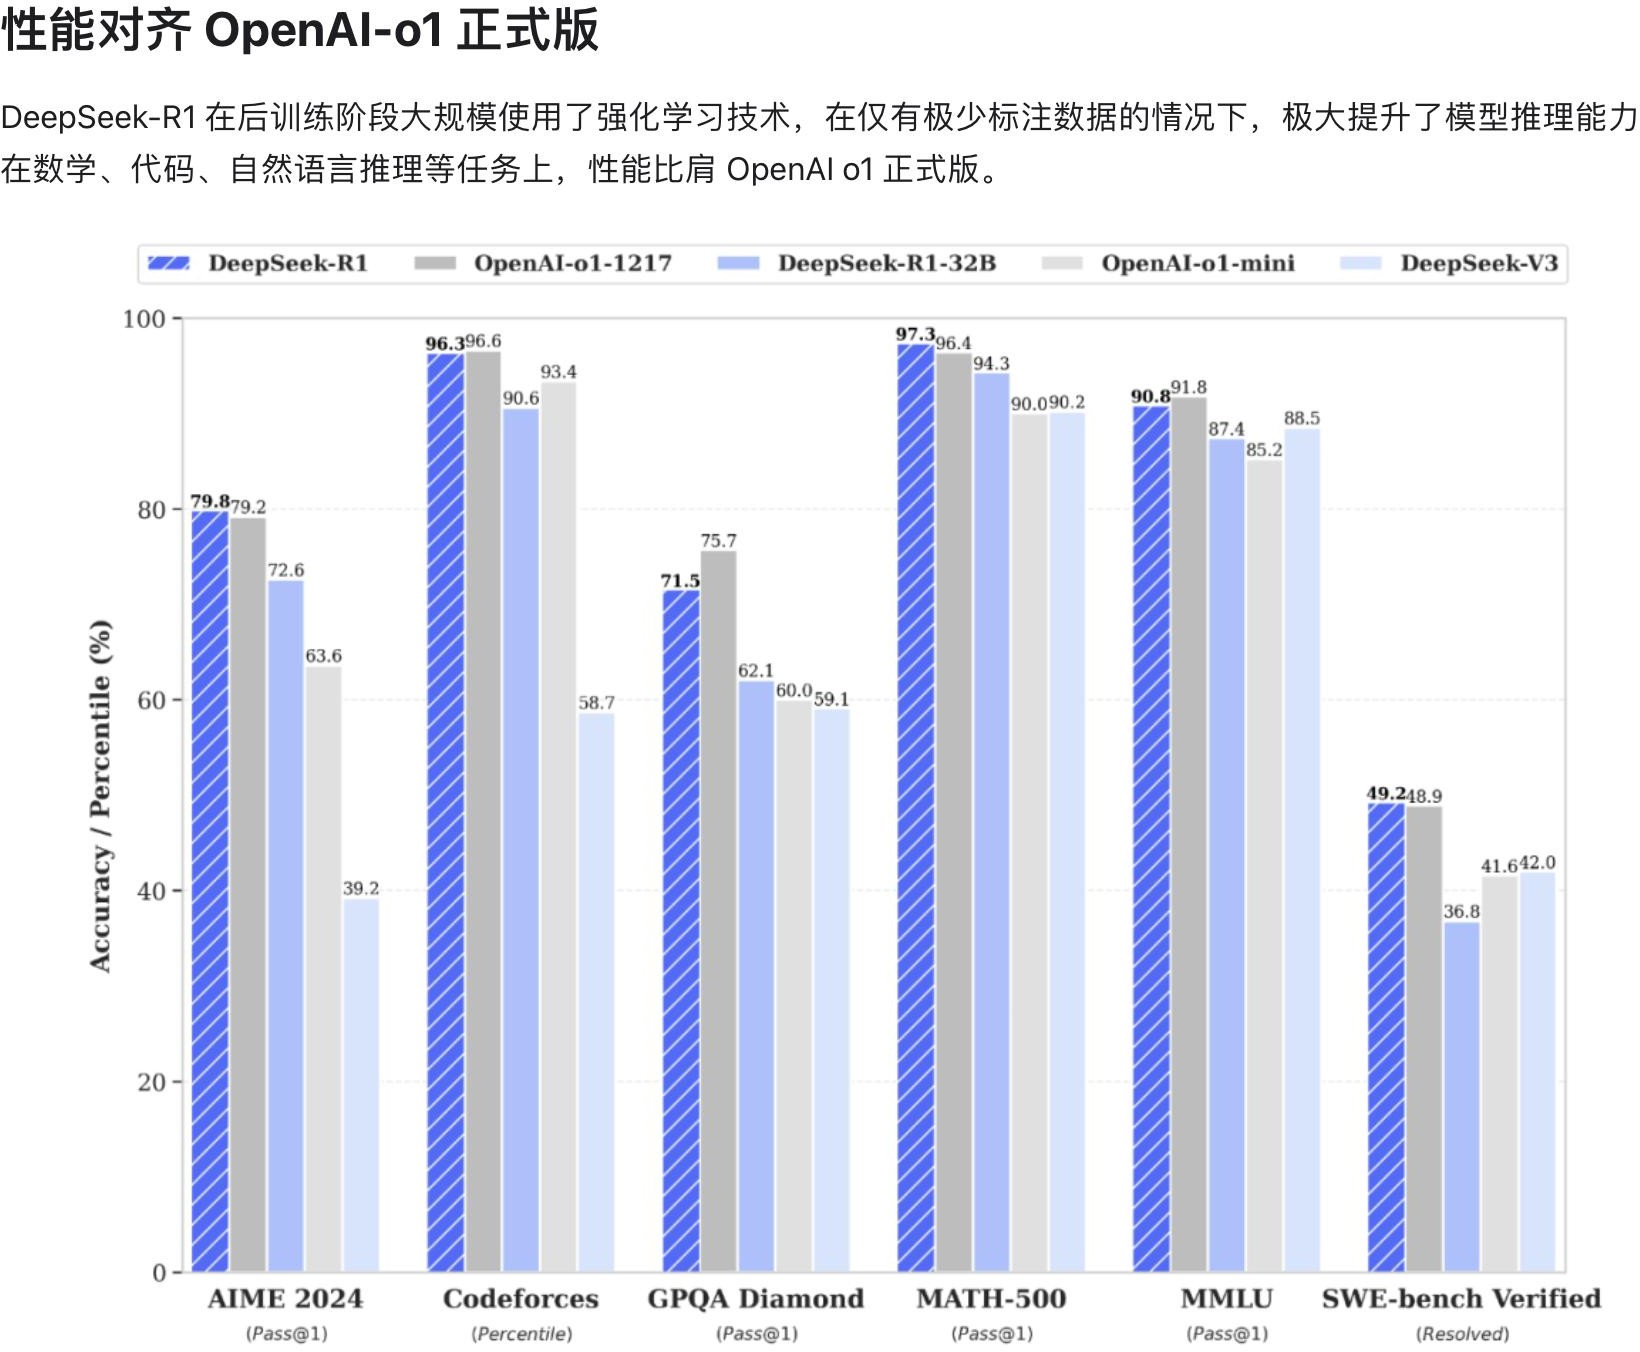 性能对齐 OpenAI-o1 正式版
DeepSeek-R1 在后训练阶段大规模使用了强化学习技术，在仅有极少标注数据的情况下，极大提升了模型推理能力
在数学、代码、自然语言推理等任务上，性能比肩 OpenAI o1 正式版。
DeepSeek-R1 OpenAI-o1-1217 DeepSeek-R1-32B OpenAI-o1-mini DeepSeek-V3
Accuracy / Percentile (%)
100
80
60
40
20
0
79.8 79.2 72.6 63.6 39.2
96.3 96.6 90.6 93.4 58.7
71.5 75.7 62.1 60.0 59.1
97.3 96.4 94.3 90.0 90.2
90.8 91.8 87.4 85.2 88.5
49.2 48.9 36.8 41.6 42.0
AIME 2024 Codeforces GPQA Diamond MATH-500 MMLU SWE-bench Verified
(Pass@1) (Percentile) (Pass@1) (Pass@1) (Pass@1) (Resolved)